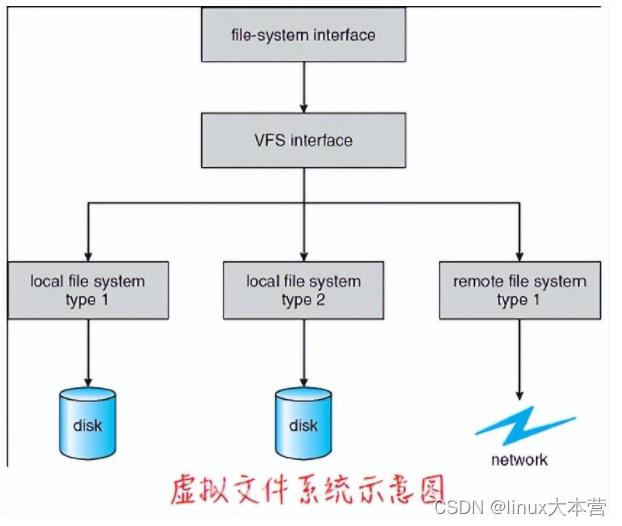 file-system interface
VFS interface
local file system
type 1
local file system
type 2
remote file system
type 1
disk
disk
network
虚拟文件系统示意图
CSDN @linux大本营